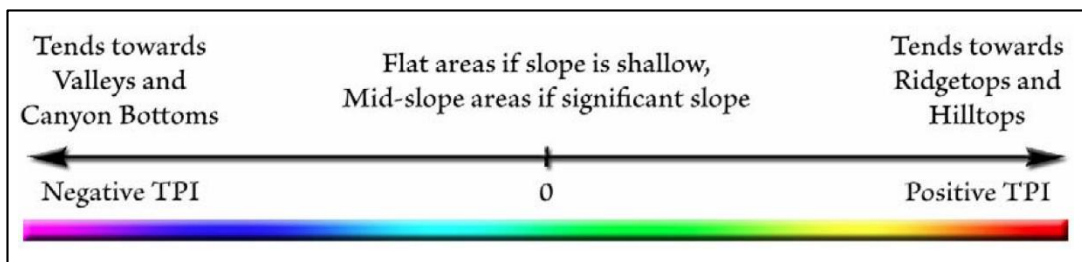 Tends towards
Valleys and
Canyon Bottoms
Flat areas if slope is shallow,
Mid-slope areas if significant slope
Tends towards
Ridgetops and
Hilltops
Negative TPI
0
Positive TPI